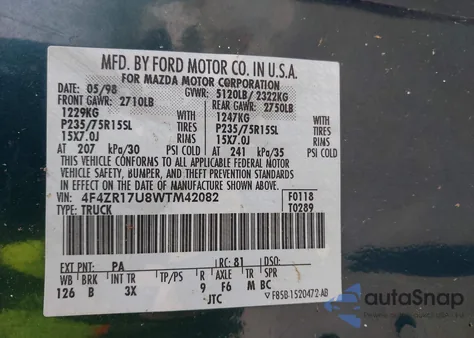 MFD. BY FORD MOTOR CO. IN U.S.A.
FOR MAZDA MOTOR CORPORATION
DATE: 05/98 GVWR: 5120LB/ 2322KG
FRONT GAWR: 2710LB REAR GAWR: 2750LB
1229KG WITH 1247KG WITH
P235/75R15SL TIRES P235/75R15SL TIRES
15X7.0J RIMS 15X7.0J RIMS
AT 207 kPa/30 PSI COLD AT 241 kPa/35 PSI COLD
THIS VEHICLE CONFORMS TO ALL APPLICABLE FEDERAL MOTOR
VEHICLE SAFETY, BUMPER, AND THEFT PREVENTION STANDARDS
IN EFFECT ON THE DATE OF MANUFACTURE SHOWN ABOVE.
VIN: 4F4ZR17U8WTM42082 F0118
TYPE: TRUCK T0289
EXT PNT: PA RC: 81 DSO:
WB BRK INT TR TP/PS R AXLE TR SPR
126 B 3X 9 F6 M BC
JTC F85B-1520472-AB
autoSnap